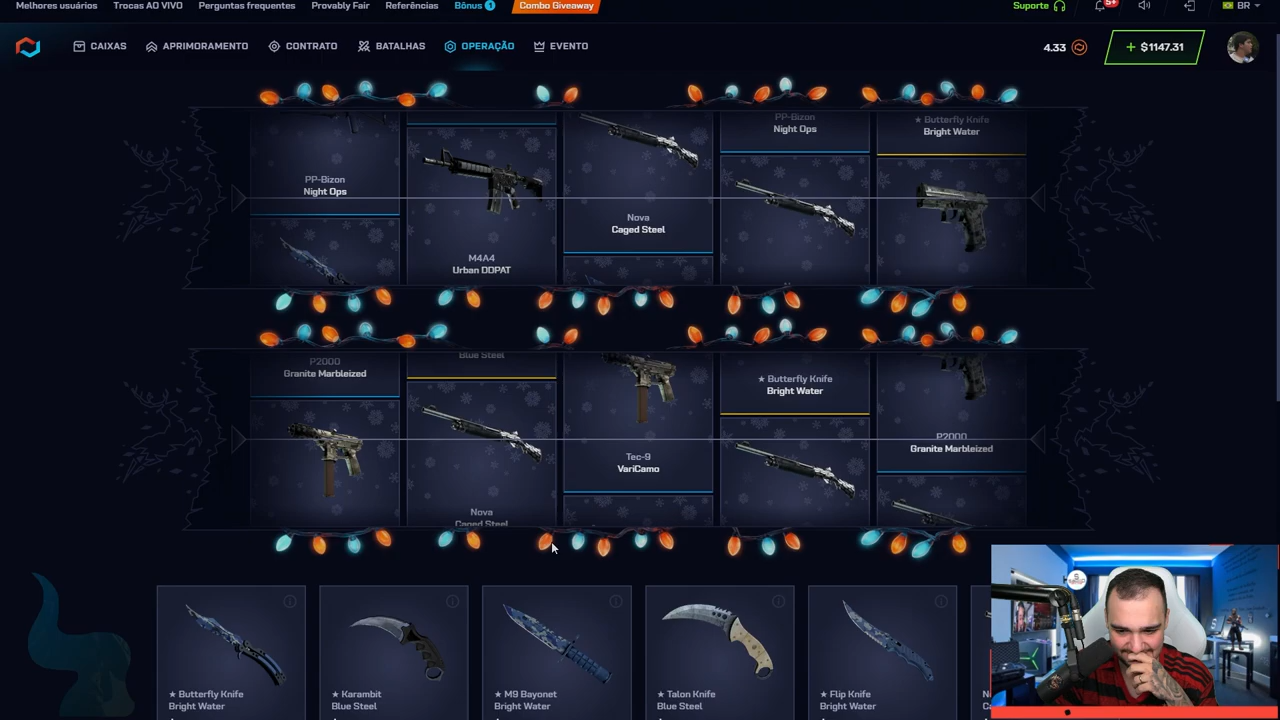 Melhores usuários Trocas AO VIVO Perguntas frequentes Provably Fair Referências Bônus 1 Combo Giveaway Suporte 5+ BR
CAIXAS APRIMORAMENTO CONTRATO BATALHAS OPERAÇÃO EVENTO 4.33 + $1147.31
PP-Bizon
Night Ops
★ Butterfly Knife
Bright Water
PP-Bizon
Night Ops
Nova
Caged Steel
M4A4
Urban DDPAT
P2000
Granite Marbleized
Blue Steel
★ Butterfly Knife
Bright Water
P2000
Granite Marbleized
Tec-9
VariCamo
Nova
Caged Steel
★ Butterfly Knife
Bright Water
★ Karambit
Blue Steel
★ M9 Bayonet
Bright Water
★ Talon Knife
Blue Steel
★ Flip Knife
Bright Water